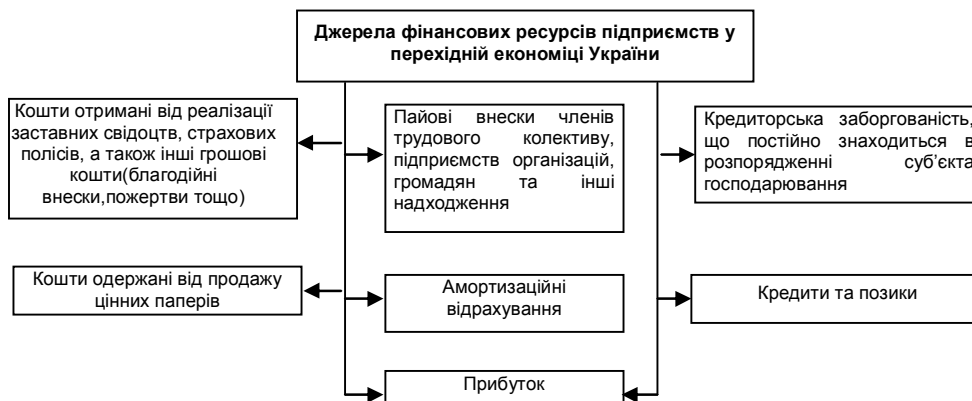 Джерела фінансових ресурсів підприємств у
перехідній економіці України
Кошти отримані від реалізації
заставних свідоцтв, страхових
полісів, а також інші грошові
кошти(благодійні
внески,пожертви тощо)
Пайові внески членів
трудового колективу,
підприємств організацій,
громадян та інші
надходження
Кредиторська заборгованість,
що постійно знаходиться в
розпорядженні суб’єкта
господарювання
Кошти одержані від продажу
цінних паперів
Амортизаційні
відрахування
Кредити та позики
Прибуток